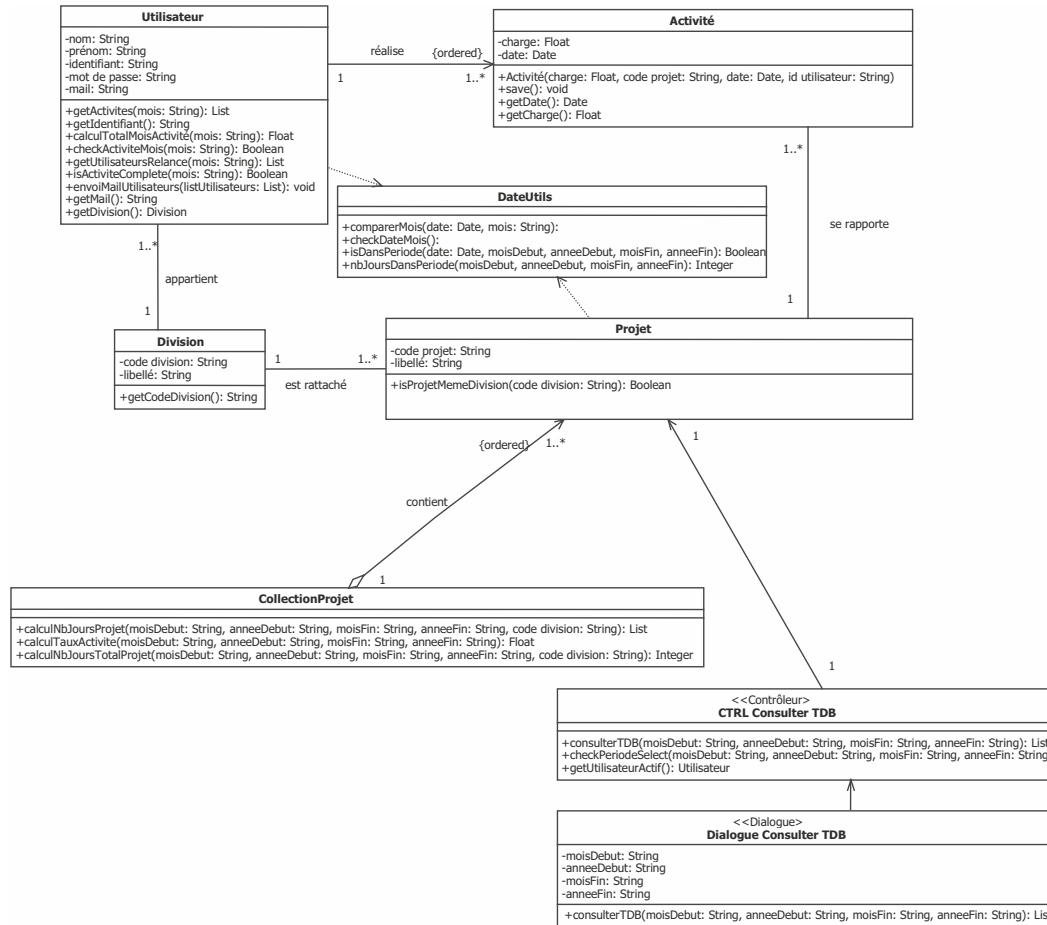 Utilisateur
-nom: String
-prénom: String
-identifiant: String
-mot de passe: String
-mail: String
+getActivites(mois: String): List
+getIdentifiant(): String
+calculTotalMoisActivité(mois: String): Float
+checkActiviteMois(mois: String): Boolean
+getUtilisateursRelance(mois: String): List
+isActiviteComplete(mois: String): Boolean
+envoiMailUtilisateurs(listUtilisateurs: List): void
+getMail(): String
+getDivision(): Division
réalise
{ordered}
1
1..*
Activité
-charge: Float
-date: Date
+Activité(charge: Float, code projet: String, date: Date, id utilisateur: String)
+save(): void
+getDate(): Date
+getCharge(): Float
1..*
se rapporte
1
DateUtils
+comparerMois(date: Date, mois: String):
+checkDateMois():
+isDansPeriode(date: Date, moisDebut, anneeDebut, moisFin, anneeFin): Boolean
+nbJoursDansPeriode(moisDebut, anneeDebut, moisFin, anneeFin): Integer
1..*
appartient
1
Division
-code division: String
-libellé: String
+getCodeDivision(): String
1
1..*
est rattaché
Projet
-code projet: String
-libellé: String
+isProjetMemeDivision(code division: String): Boolean
{ordered}
1..*
1
contient
1
CollectionProjet
+calculNbJoursProjet(moisDebut: String, anneeDebut: String, moisFin: String, anneeFin: String, code division: String): List
+calculTauxActivite(moisDebut: String, anneeDebut: String, moisFin: String, anneeFin: String): Float
+calculNbJoursTotalProjet(moisDebut: String, anneeDebut: String, moisFin: String, anneeFin: String, code division: String): Integer
1
<<Contrôleur>
CTRL Consulter TDB
+consulterTDB(moisDebut: String, anneeDebut: String, moisFin: String, anneeFin: String): List
+checkPeriodeSelect(moisDebut: String, anneeDebut: String, moisFin: String, anneeFin: String
+getUtilisateurActif(): Utilisateur
<<Dialogue>
Dialogue Consulter TDB
-moisDebut: String
-anneeDebut: String
-moisFin: String
-anneeFin: String
+consulterTDB(moisDebut: String, anneeDebut: String, moisFin: String, anneeFin: String): List